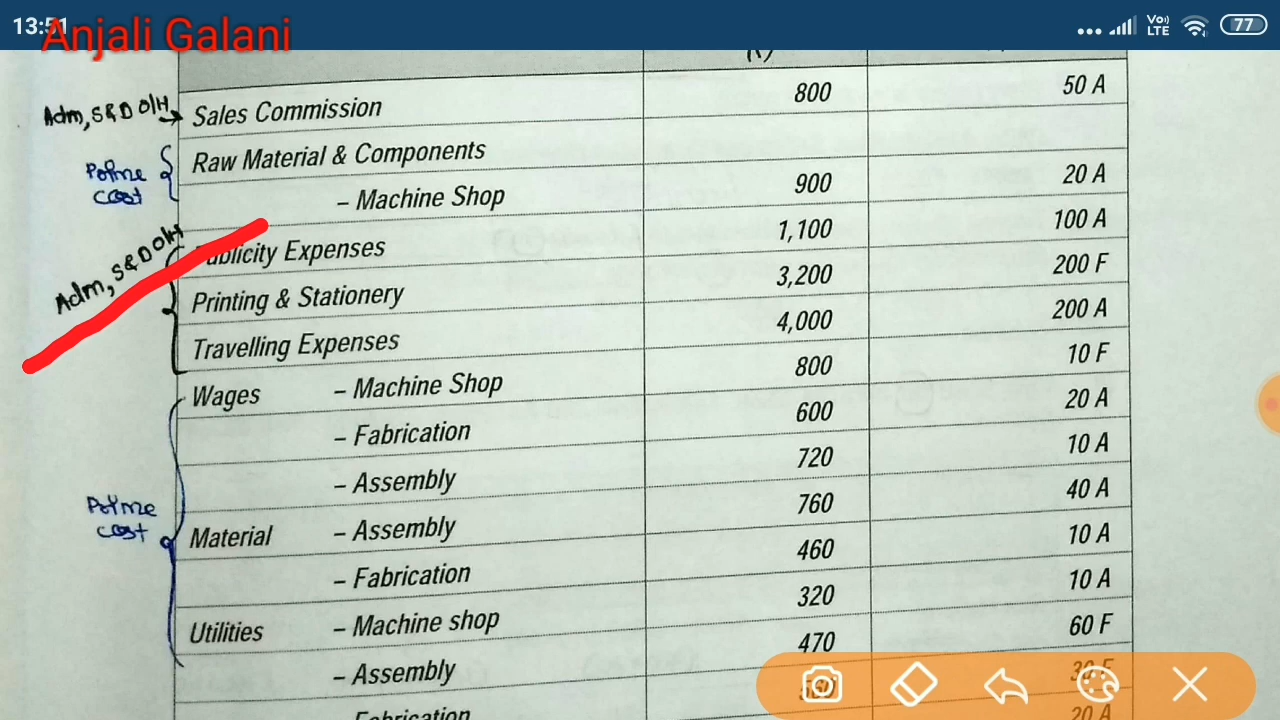 13:51 Anjali Galani Vo) LTE 77
Adm, S&D O/H Sales Commission 800 50 A
Prime cost
Raw Material & Components
– Machine Shop 900 20 A
Adm, S&D O/H
Publicity Expenses 1,100 100 A
Printing & Stationery 3,200 200 F
Travelling Expenses 4,000 200 A
Wages – Machine Shop 800 10 F
– Fabrication 600 20 A
– Assembly 720 10 A
Prime cost
Material – Assembly 760 40 A
– Fabrication 460 10 A
Utilities – Machine shop 320 10 A
– Assembly 470 60 F
– Fabrication 30 F
20 A